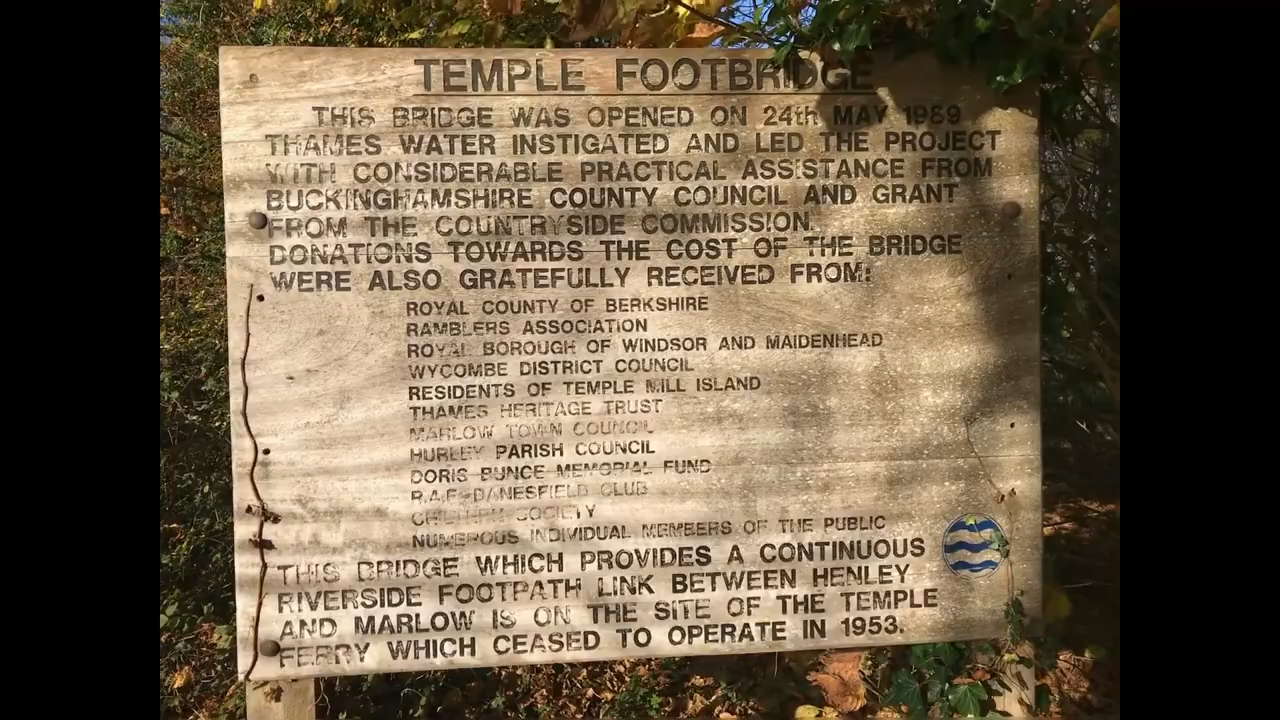 TEMPLE FOOTBRIDGE
THIS BRIDGE WAS OPENED ON 24th MAY 1989
THAMES WATER INSTIGATED AND LED THE PROJECT
WITH CONSIDERABLE PRACTICAL ASSISTANCE FROM
BUCKINGHAMSHIRE COUNTY COUNCIL AND GRANT
FROM THE COUNTRYSIDE COMMISSION.
DONATIONS TOWARDS THE COST OF THE BRIDGE
WERE ALSO GRATEFULLY RECEIVED FROM:
ROYAL COUNTY OF BERKSHIRE
RAMBLERS ASSOCIATION
ROYAL BOROUGH OF WINDSOR AND MAIDENHEAD
WYCOMBE DISTRICT COUNCIL
RESIDENTS OF TEMPLE MILL ISLAND
THAMES HERITAGE TRUST
MARLOW TOWN COUNCIL
HURLEY PARISH COUNCIL
DORIS BUNCE MEMORIAL FUND
R.A.F. DANESFIELD CLUB
CHILTERN SOCIETY
NUMEROUS INDIVIDUAL MEMBERS OF THE PUBLIC
THIS BRIDGE WHICH PROVIDES A CONTINUOUS
RIVERSIDE FOOTPATH LINK BETWEEN HENLEY
AND MARLOW IS ON THE SITE OF THE TEMPLE
FERRY WHICH CEASED TO OPERATE IN 1953.